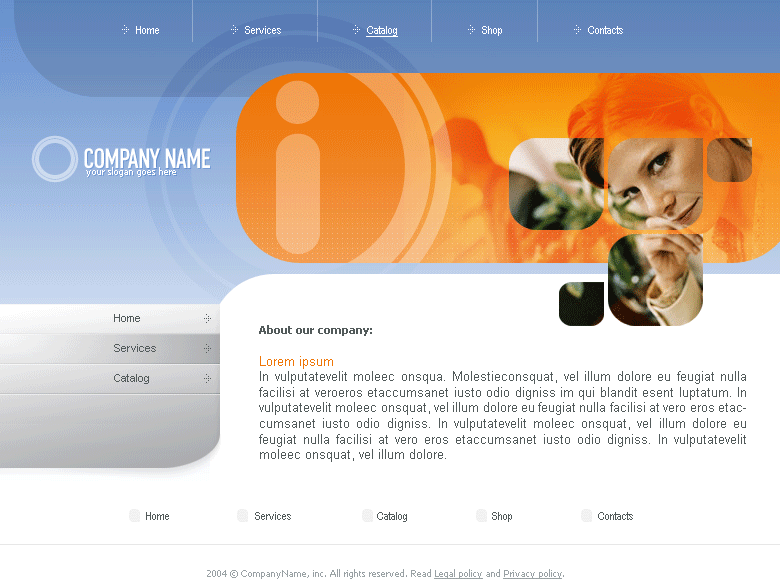 Home Services Catalog Shop Contacts
COMPANY NAME
your slogan goes here
Home
Services
Catalog
About our company:
Lorem ipsum
In vulputatevelit moleec onsqua. Molestieconsquat, vel illum dolore eu feugiat nulla
facilisi at veroeros etaccumsanet iusto odio digniss im qui blandit esent luptatum. In
vulputatevelit moleec onsquat, vel illum dolore eu feugiat nulla facilisi at vero eros etac-
cumsanet iusto odio digniss. In vulputatevelit moleec onsquat, vel illum dolore eu
feugiat nulla facilisi at vero eros etaccumsanet iusto odio digniss. In vulputatevelit
moleec onsquat, vel illum dolore.
Home Services Catalog Shop Contacts
2004 © CompanyName, inc. All rights reserved. Read Legal policy and Privacy policy.